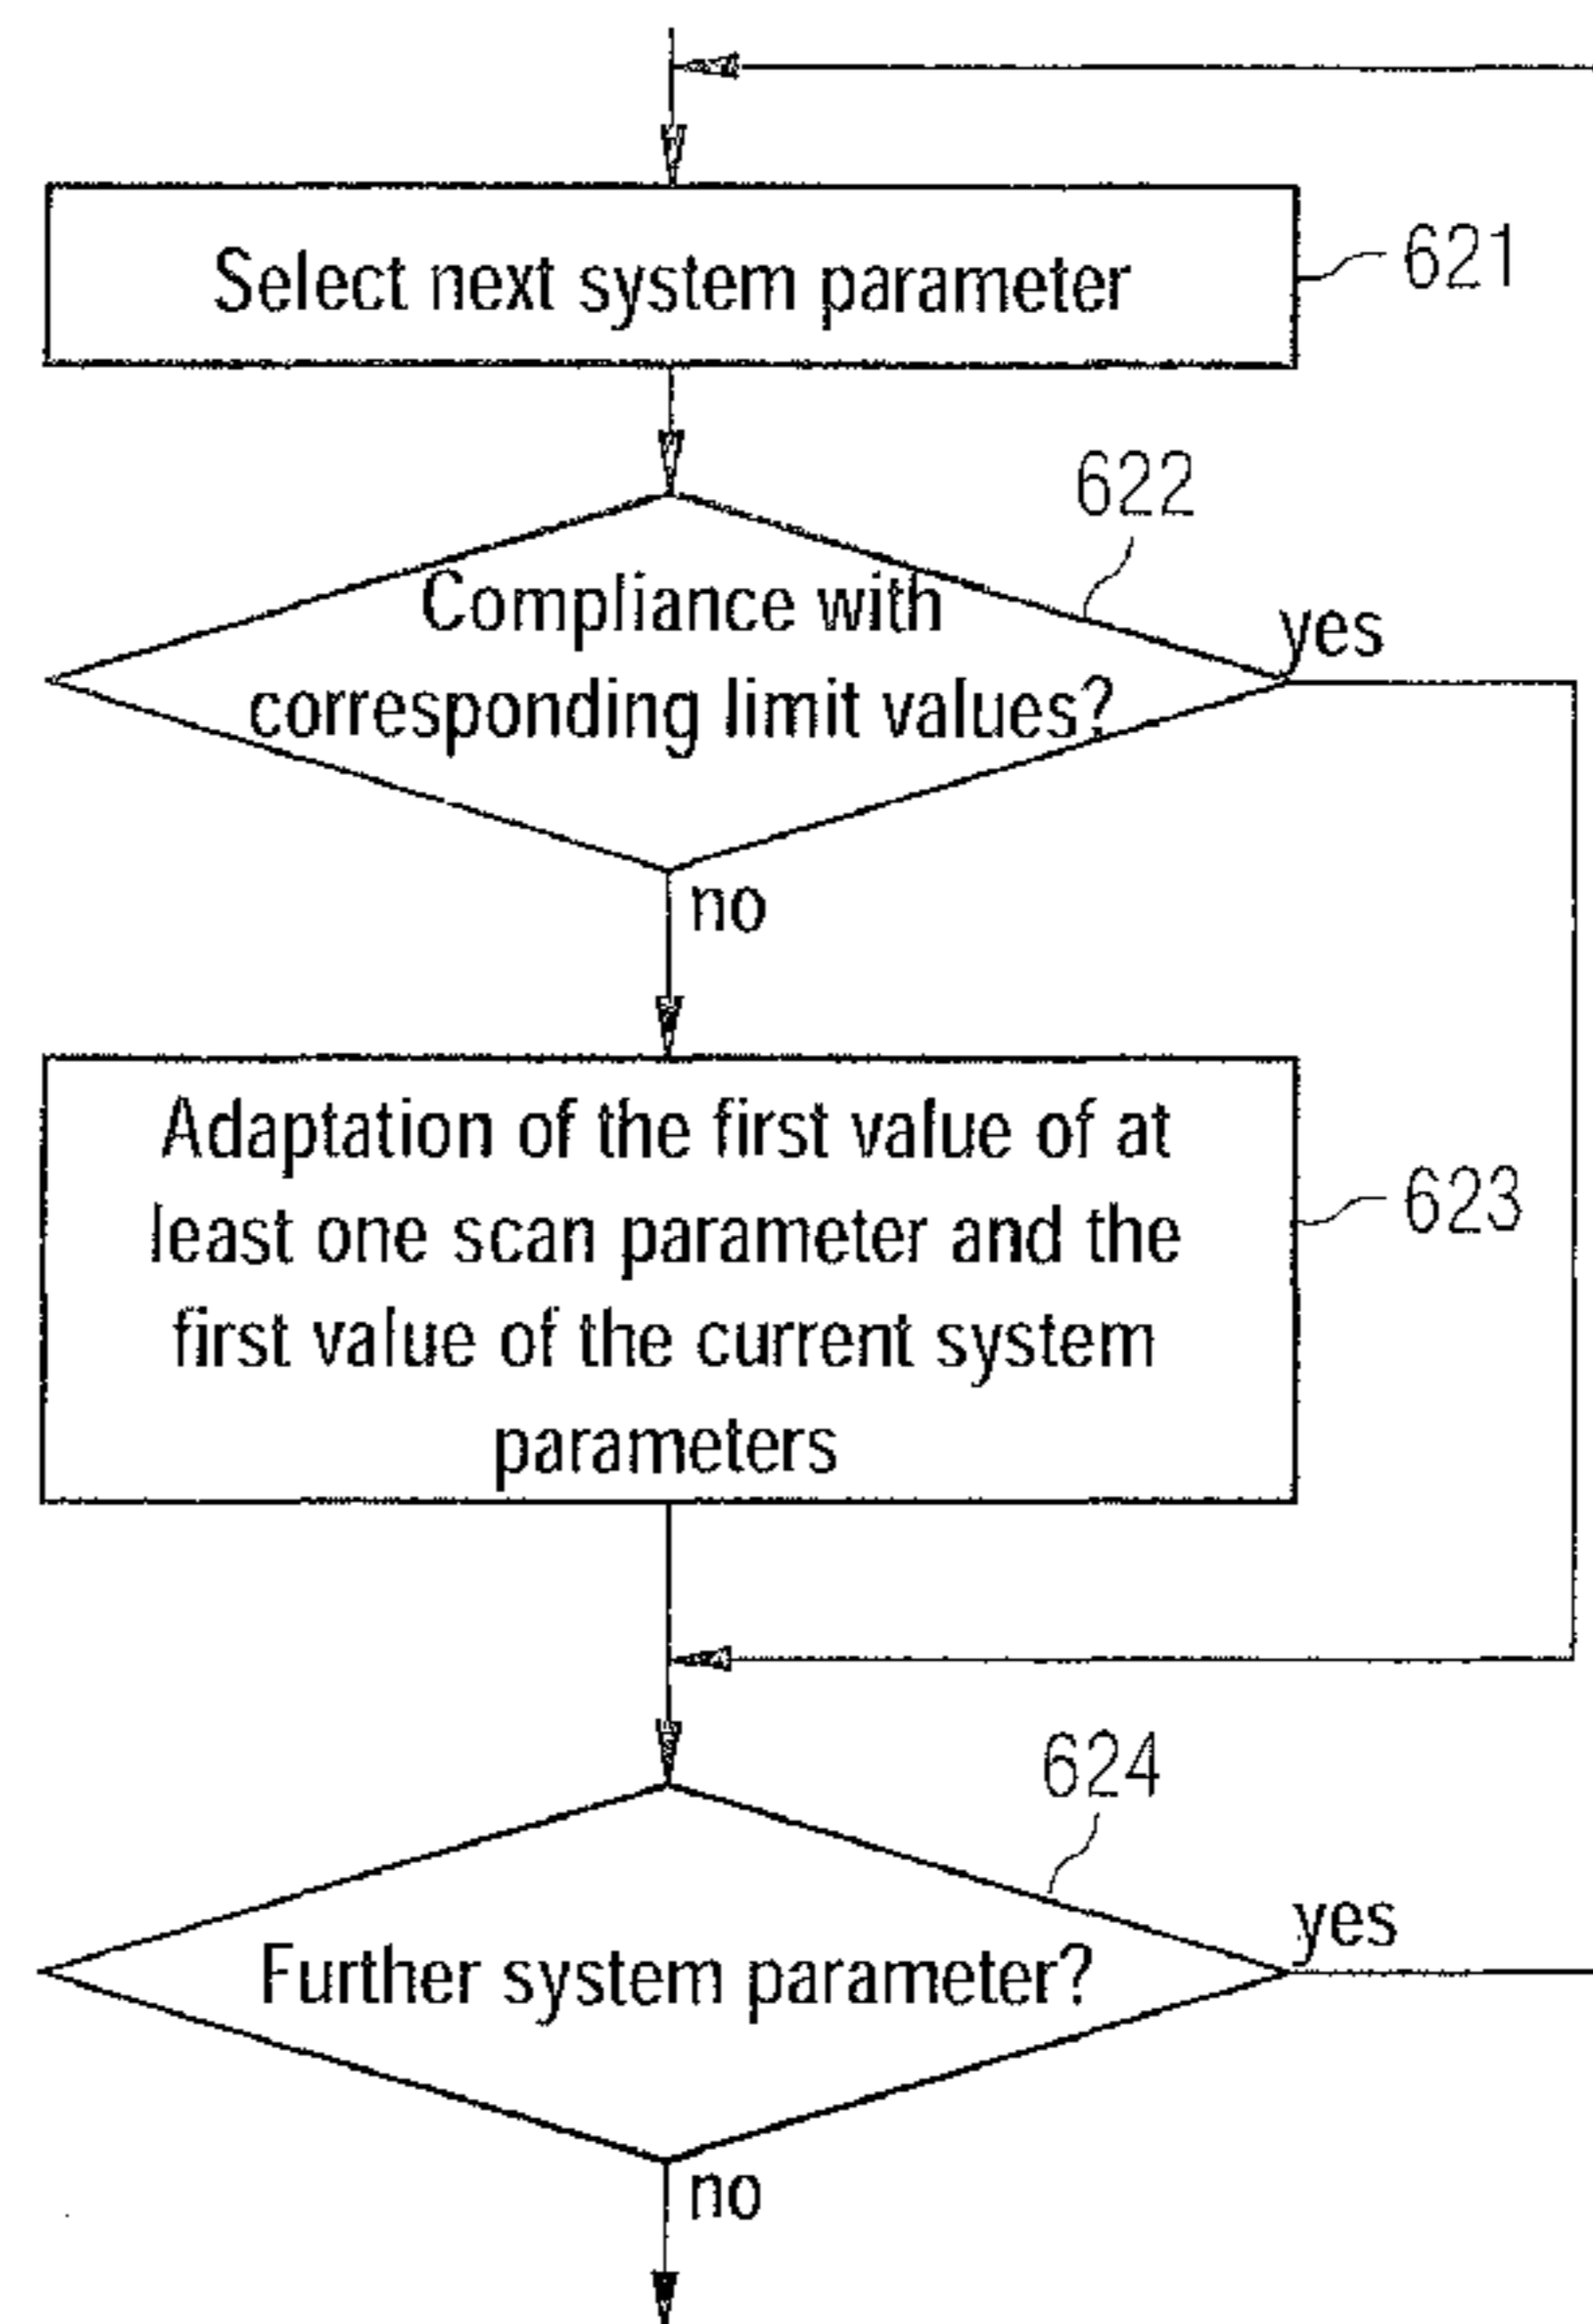 Select next system parameter
621
622
Compliance with
corresponding limit values?
yes
no
Adaptation of the first value of at
least one scan parameter and the
first value of the current system
parameters
623
624
Further system parameter?
yes
no